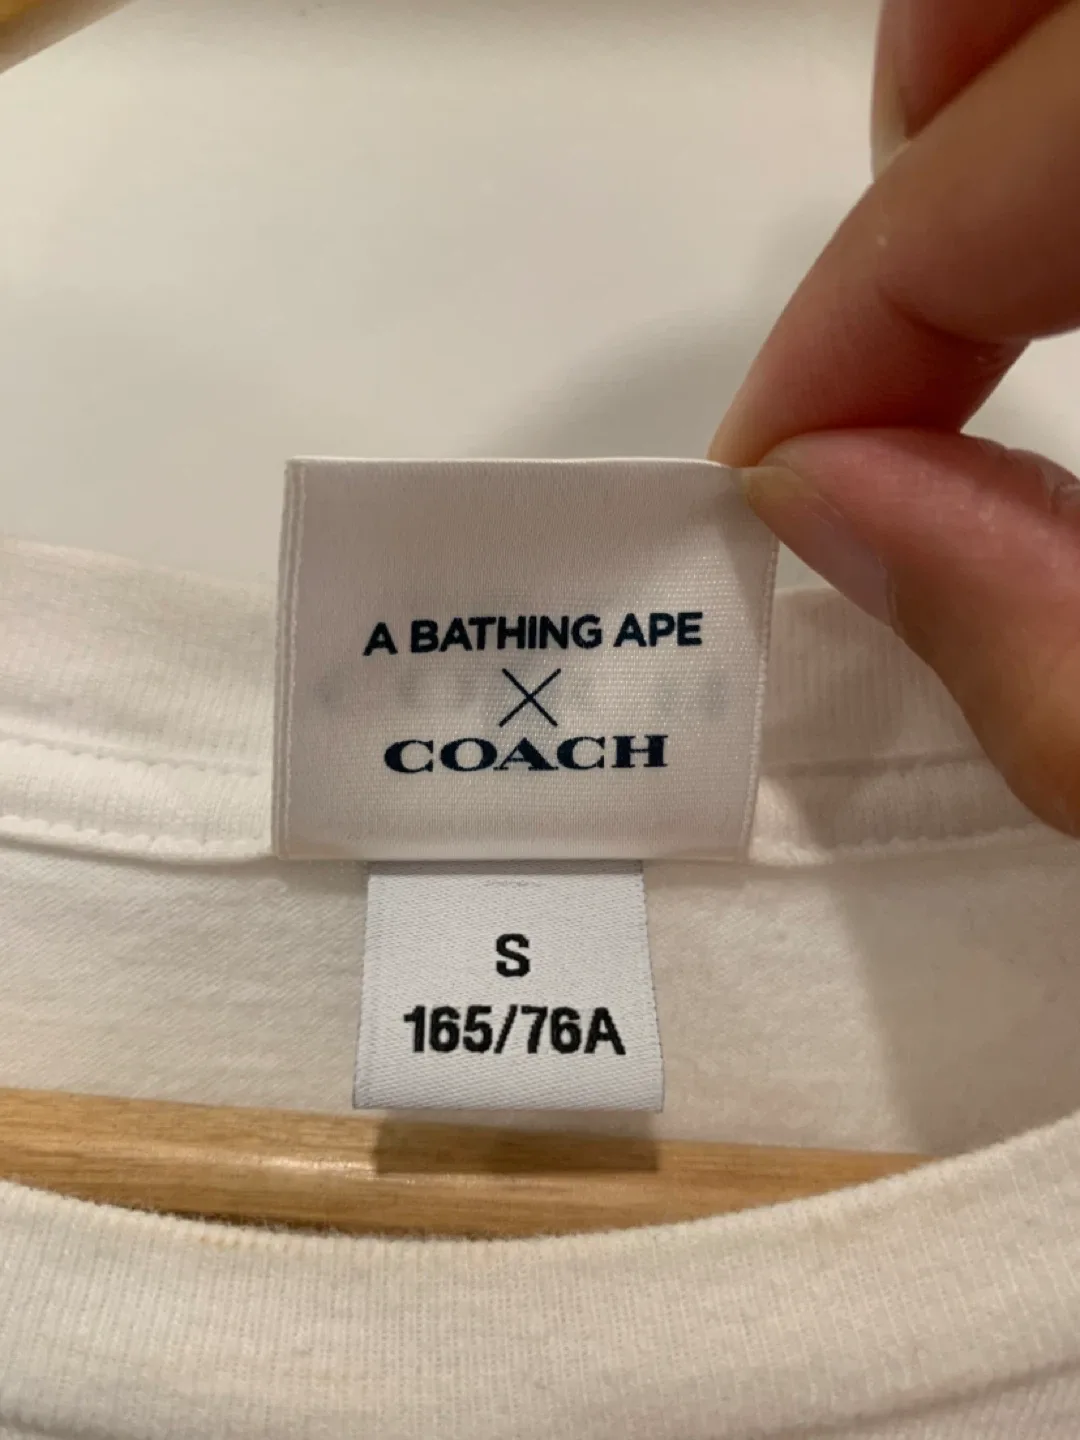 A BATHING APE
X
COACH
S
165/76A